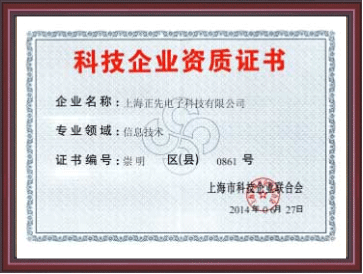 科技企业资质证书
企业名称：上海正先电子科技有限公司
专业领域：信息技术
证书编号：崇明 区(县) 0861 号
上海市科技企业联合会
2014年06月27日